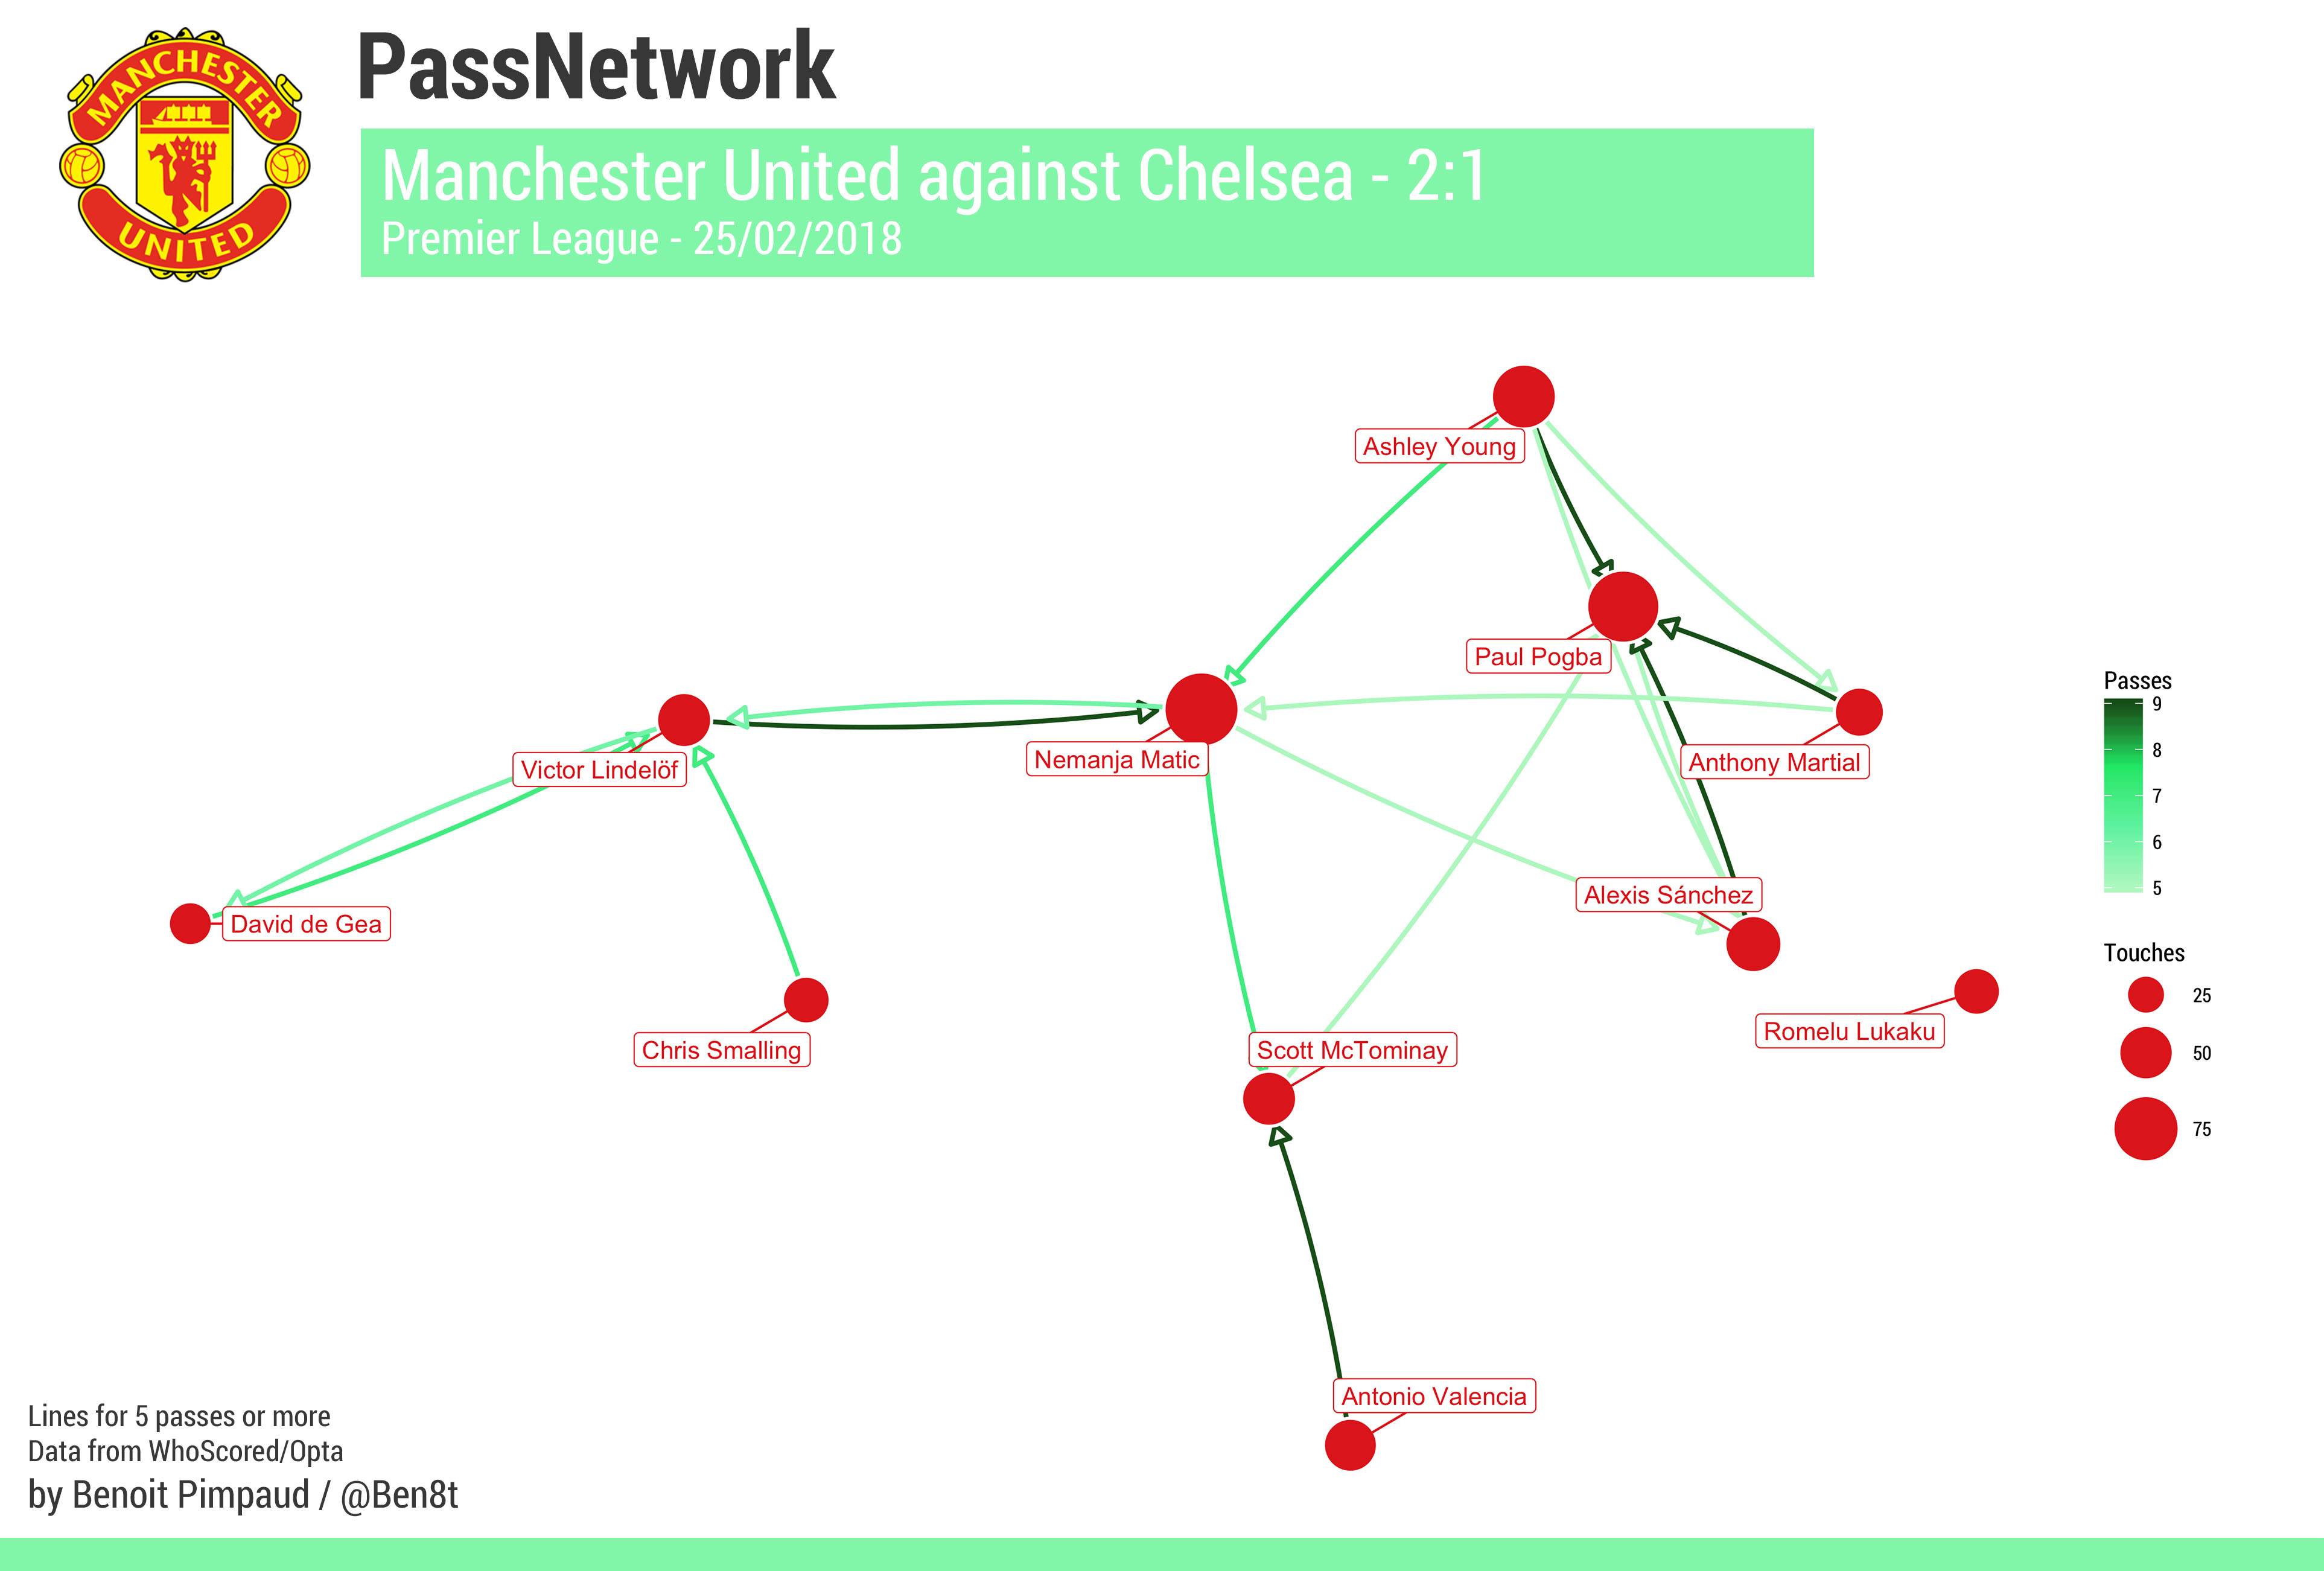 MANCHESTER
UNITED
PassNetwork
Manchester United against Chelsea - 2:1
Premier League - 25/02/2018
Ashley Young
Paul Pogba
Nemanja Matic
Anthony Martial
Victor Lindelöf
Alexis Sánchez
David de Gea
Romelu Lukaku
Chris Smalling
Scott McTominay
Antonio Valencia
Passes
9
8
7
6
5
Touches
25
50
75
Lines for 5 passes or more
Data from WhoScored/Opta
by Benoit Pimpaud / @Ben8t